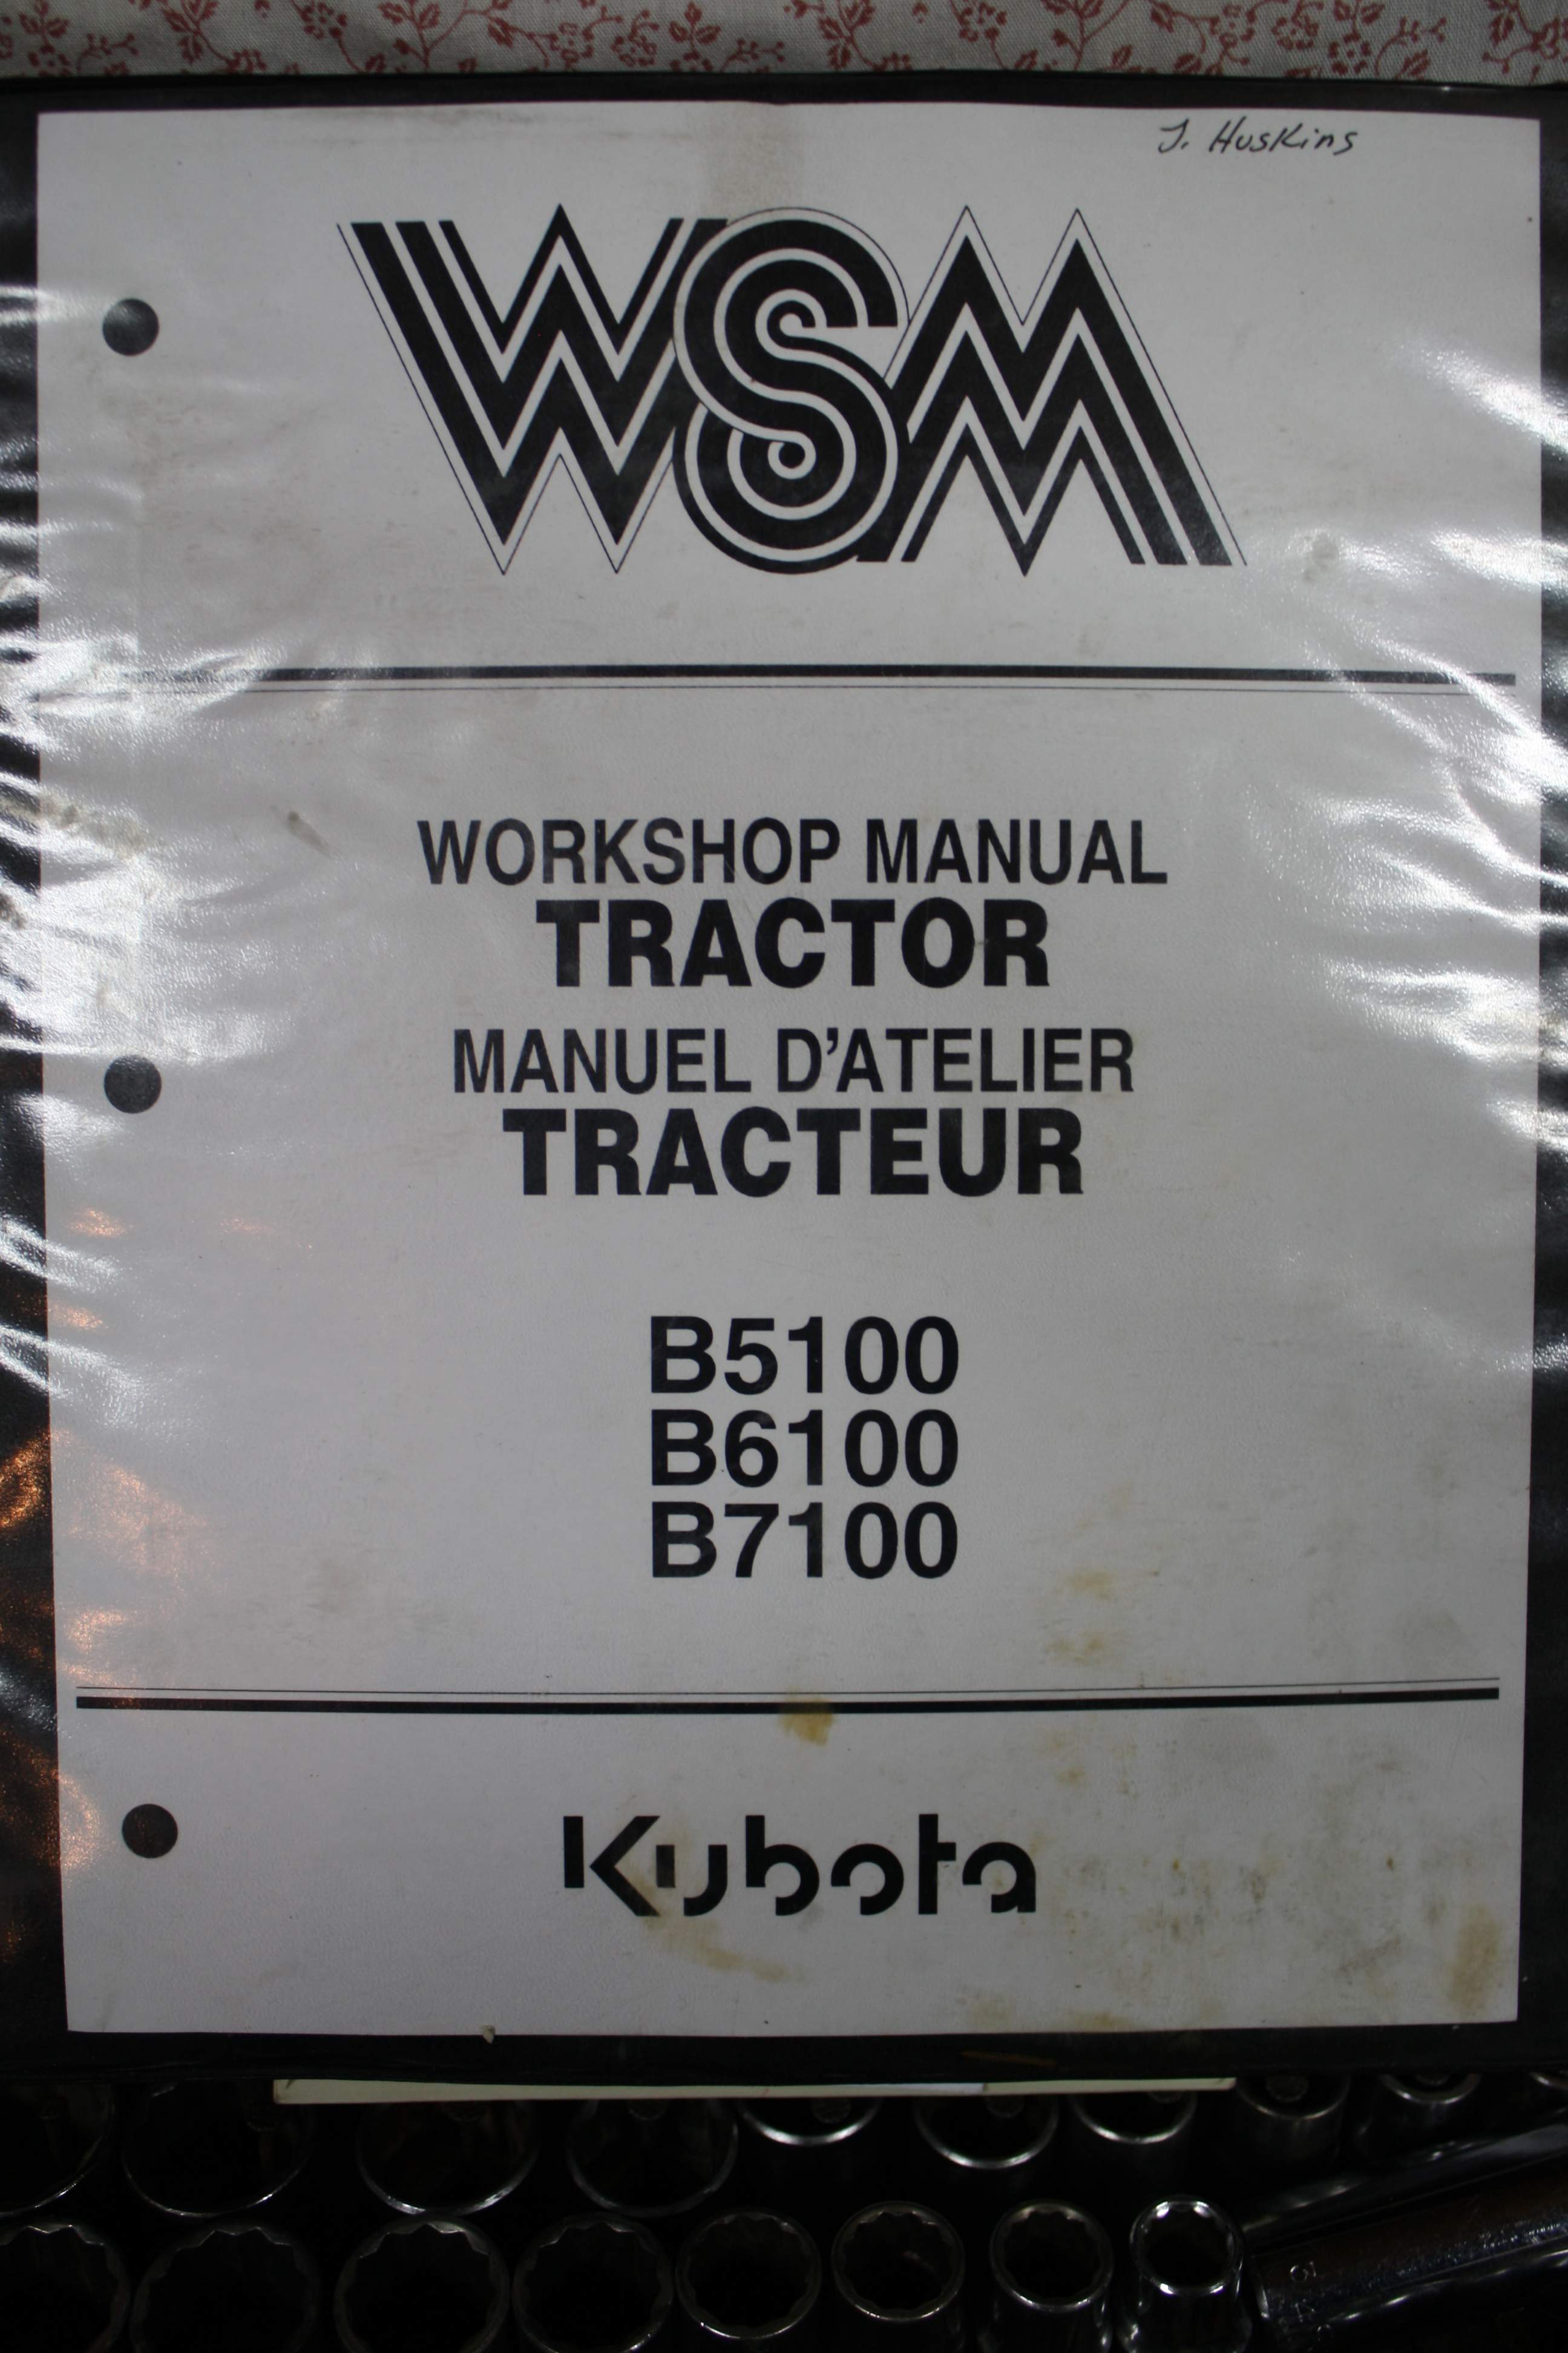 J. Huskins
WSM
WORKSHOP MANUAL
TRACTOR
MANUEL D'ATELIER
TRACTEUR
B5100
B6100
B7100
Kubota